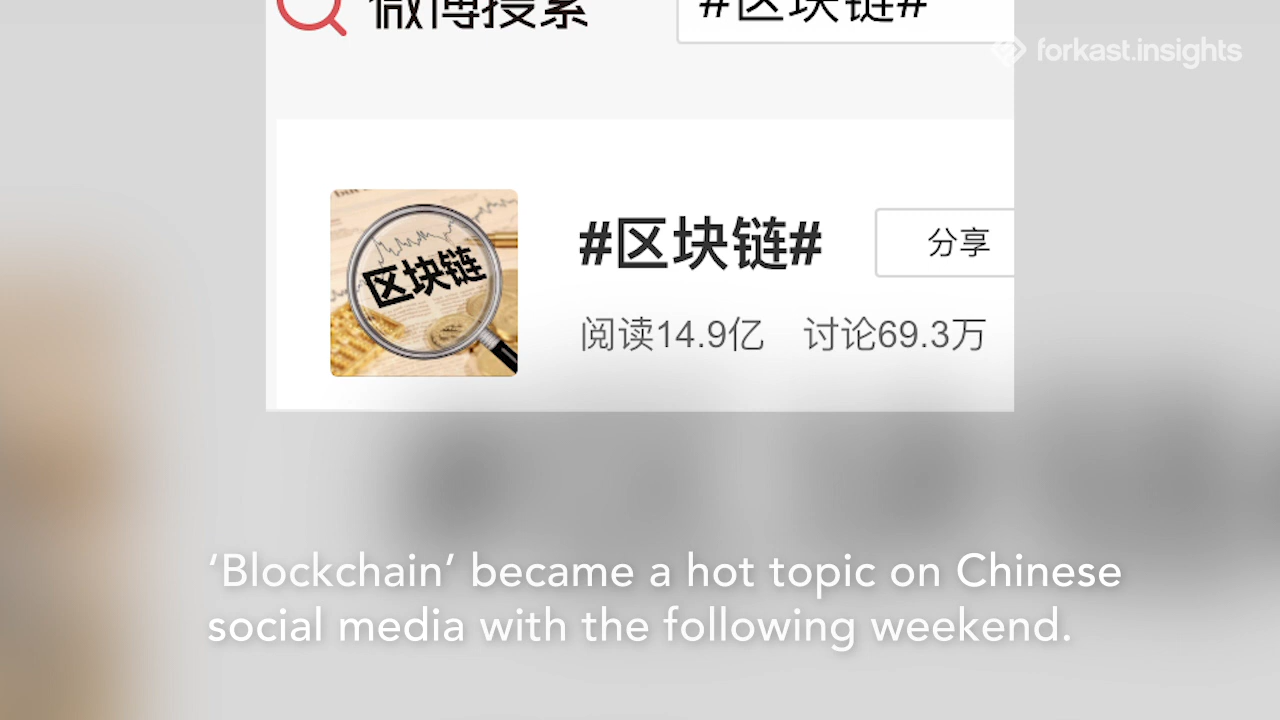 微博搜索
#区块链#
forkast.insights
区块链
#区块链#
分享
阅读14.9亿 讨论69.3万
‘Blockchain’ became a hot topic on Chinese
social media with the following weekend.